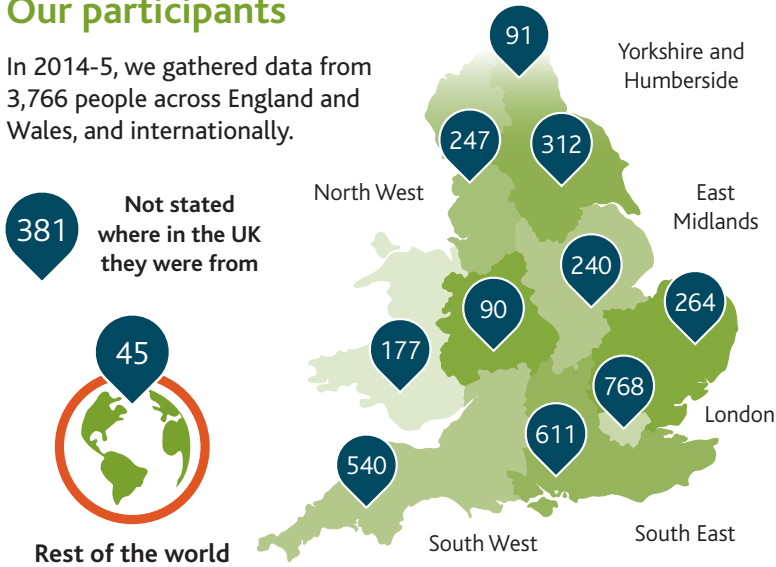 Our participants
In 2014-5, we gathered data from
3,766 people across England and
Wales, and internationally.
381
Not stated
where in the UK
they were from
45
Rest of the world
91
Yorkshire and
Humberside
247
312
North West
East
Midlands
240
90
264
177
768
London
611
540
South West
South East